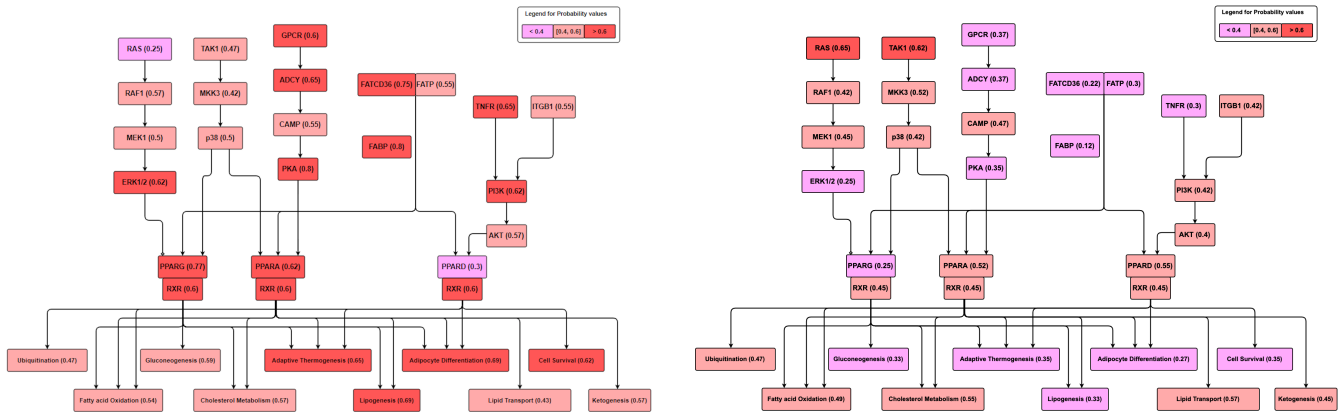 Legend for Probability values
< 0.4 [0.4, 0.6] > 0.6
GPCR (0.6)
RAS (0.25) TAK1 (0.47)
ADCY (0.65)
FATCD36 (0.75) FATP (0.55)
RAF1 (0.57) MKK3 (0.42)
TNFR (0.65) ITGB1 (0.55)
CAMP (0.55)
MEK1 (0.5) p38 (0.5)
FABP (0.8)
PKA (0.8)
ERK1/2 (0.62)
PI3K (0.62)
AKT (0.57)
PPARG (0.77) PPARA (0.62) PPARD (0.3)
RXR (0.6) RXR (0.6) RXR (0.6)
Ubiquitination (0.47) Gluconeogenesis (0.59) Adaptive Thermogenesis (0.65) Adipocyte Differentiation (0.69) Cell Survival (0.62)
Fatty acid Oxidation (0.54) Cholesterol Metabolism (0.57) Lipogenesis (0.69) Lipid Transport (0.43) Ketogenesis (0.57)
Legend for Probability values
< 0.4 [0.4, 0.6] > 0.6
GPCR (0.37)
RAS (0.65) TAK1 (0.62)
ADCY (0.37)
FATCD36 (0.22) FATP (0.3)
RAF1 (0.42) MKK3 (0.52)
TNFR (0.3) ITGB1 (0.42)
CAMP (0.47)
MEK1 (0.45) p38 (0.42)
FABP (0.12)
PKA (0.35)
ERK1/2 (0.25)
PI3K (0.42)
AKT (0.4)
PPARG (0.25) PPARA (0.52) PPARD (0.55)
RXR (0.45) RXR (0.45) RXR (0.45)
Ubiquitination (0.47) Gluconeogenesis (0.33) Adaptive Thermogenesis (0.35) Adipocyte Differentiation (0.27) Cell Survival (0.35)
Fatty acid Oxidation (0.49) Cholesterol Metabolism (0.55) Lipogenesis (0.33) Lipid Transport (0.57) Ketogenesis (0.45)